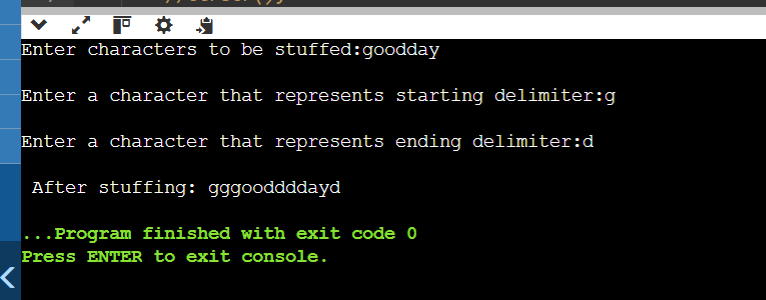 Enter characters to be stuffed:goodday
Enter a character that represents starting delimiter:g
Enter a character that represents ending delimiter:d
After stuffing: gggooddddayd
...Program finished with exit code 0
Press ENTER to exit console.